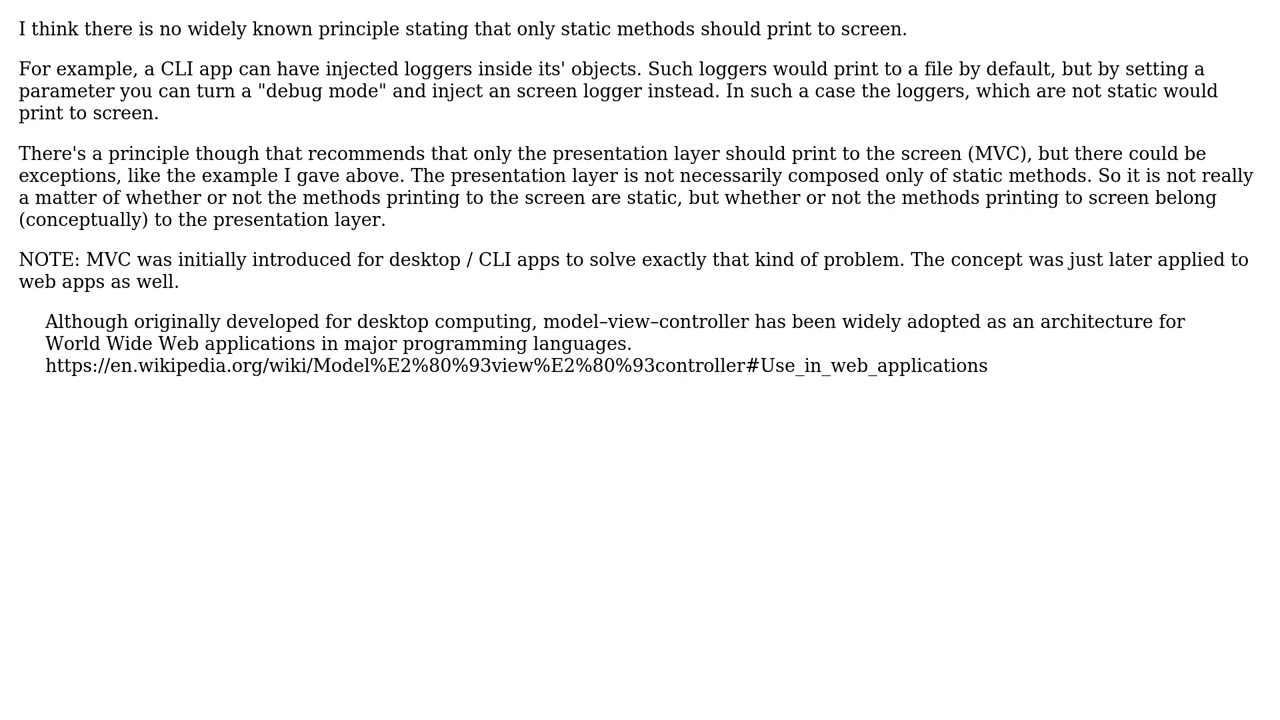 I think there is no widely known principle stating that only static methods should print to screen.
For example, a CLI app can have injected loggers inside its' objects. Such loggers would print to a file by default, but by setting a
parameter you can turn a "debug mode" and inject an screen logger instead. In such a case the loggers, which are not static would
print to screen.
There's a principle though that recommends that only the presentation layer should print to the screen (MVC), but there could be
exceptions, like the example I gave above. The presentation layer is not necessarily composed only of static methods. So it is not really
a matter of whether or not the methods printing to the screen are static, but whether or not the methods printing to screen belong
(conceptually) to the presentation layer.
NOTE: MVC was initially introduced for desktop / CLI apps to solve exactly that kind of problem. The concept was just later applied to
web apps as well.
Although originally developed for desktop computing, model–view–controller has been widely adopted as an architecture for
World Wide Web applications in major programming languages.
https://en.wikipedia.org/wiki/Model%E2%80%93view%E2%80%93controller#Use_in_web_applications